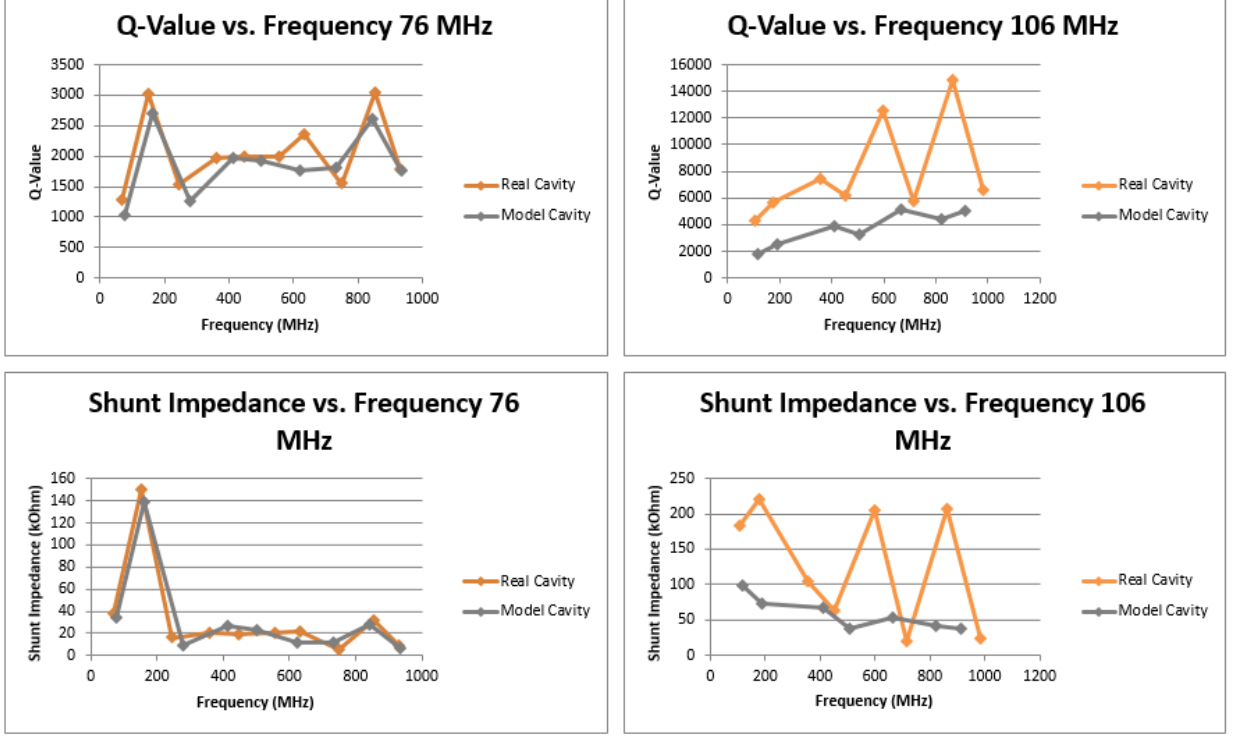 Q-Value vs. Frequency 76 MHz
3500
3000
2500
2000
1500
1000
500
0
Q-Value
0 200 400 600 800 1000
Frequency (MHz)
Real Cavity
Model Cavity
Q-Value vs. Frequency 106 MHz
16000
14000
12000
10000
8000
6000
4000
2000
0
Q-Value
0 200 400 600 800 1000 1200
Frequency (MHz)
Real Cavity
Model Cavity
Shunt Impedance vs. Frequency 76
MHz
160
140
120
100
80
60
40
20
0
Shunt Impedance (kOhm)
0 200 400 600 800 1000
Frequency (MHz)
Real Cavity
Model Cavity
Shunt Impedance vs. Frequency 106
MHz
250
200
150
100
50
0
Shunt Impedance (kOhm)
0 200 400 600 800 1000 1200
Frequency (MHz)
Real Cavity
Model Cavity